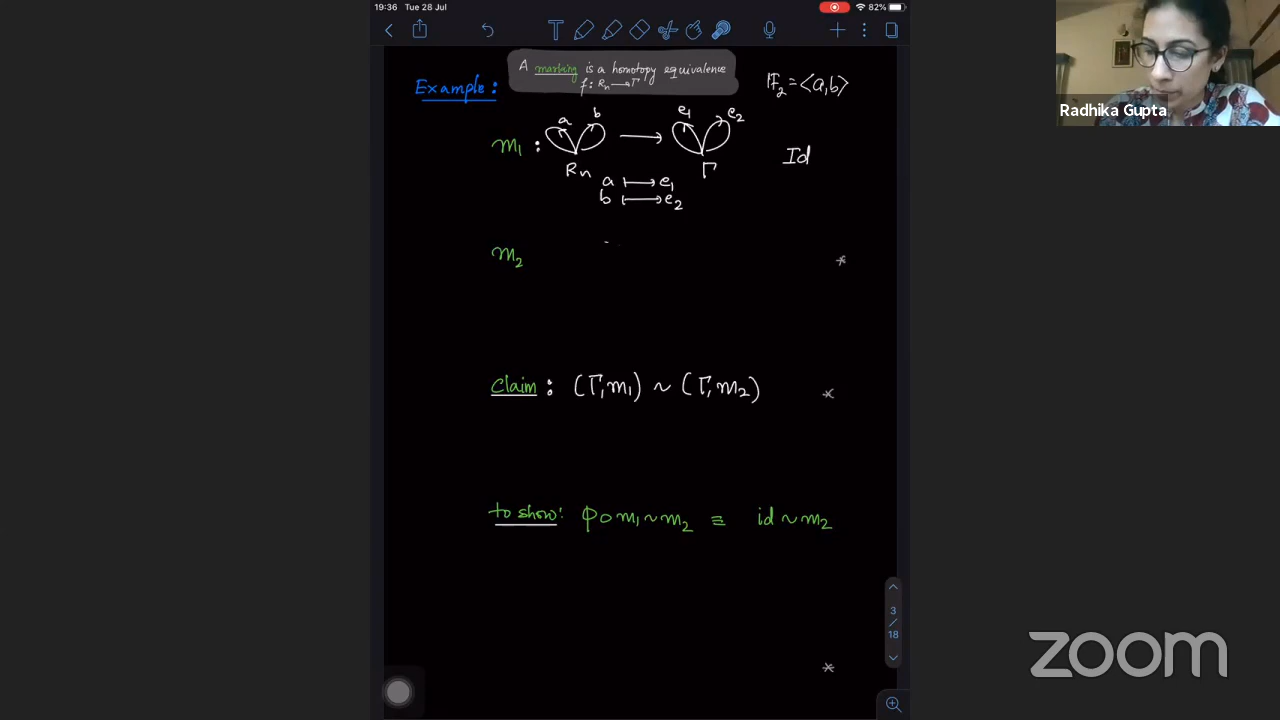 19:36 Tue 28 Jul
82%
A marking is a homotopy equivalence
f: Rn → Γ
Example:
𝔽₂ = ⟨a,b⟩
Radhika Gupta
a b e₁ e₂
m₁ : →
Id
Rn Γ
a ↦ e₁
b ↦ e₂
m₂ *
Claim : (Γ, m₁) ~ (Γ, m₂) *
to show: φ∘m₁ ~ m₂ ≡ id ~ m₂
3
/
18
zoom
*